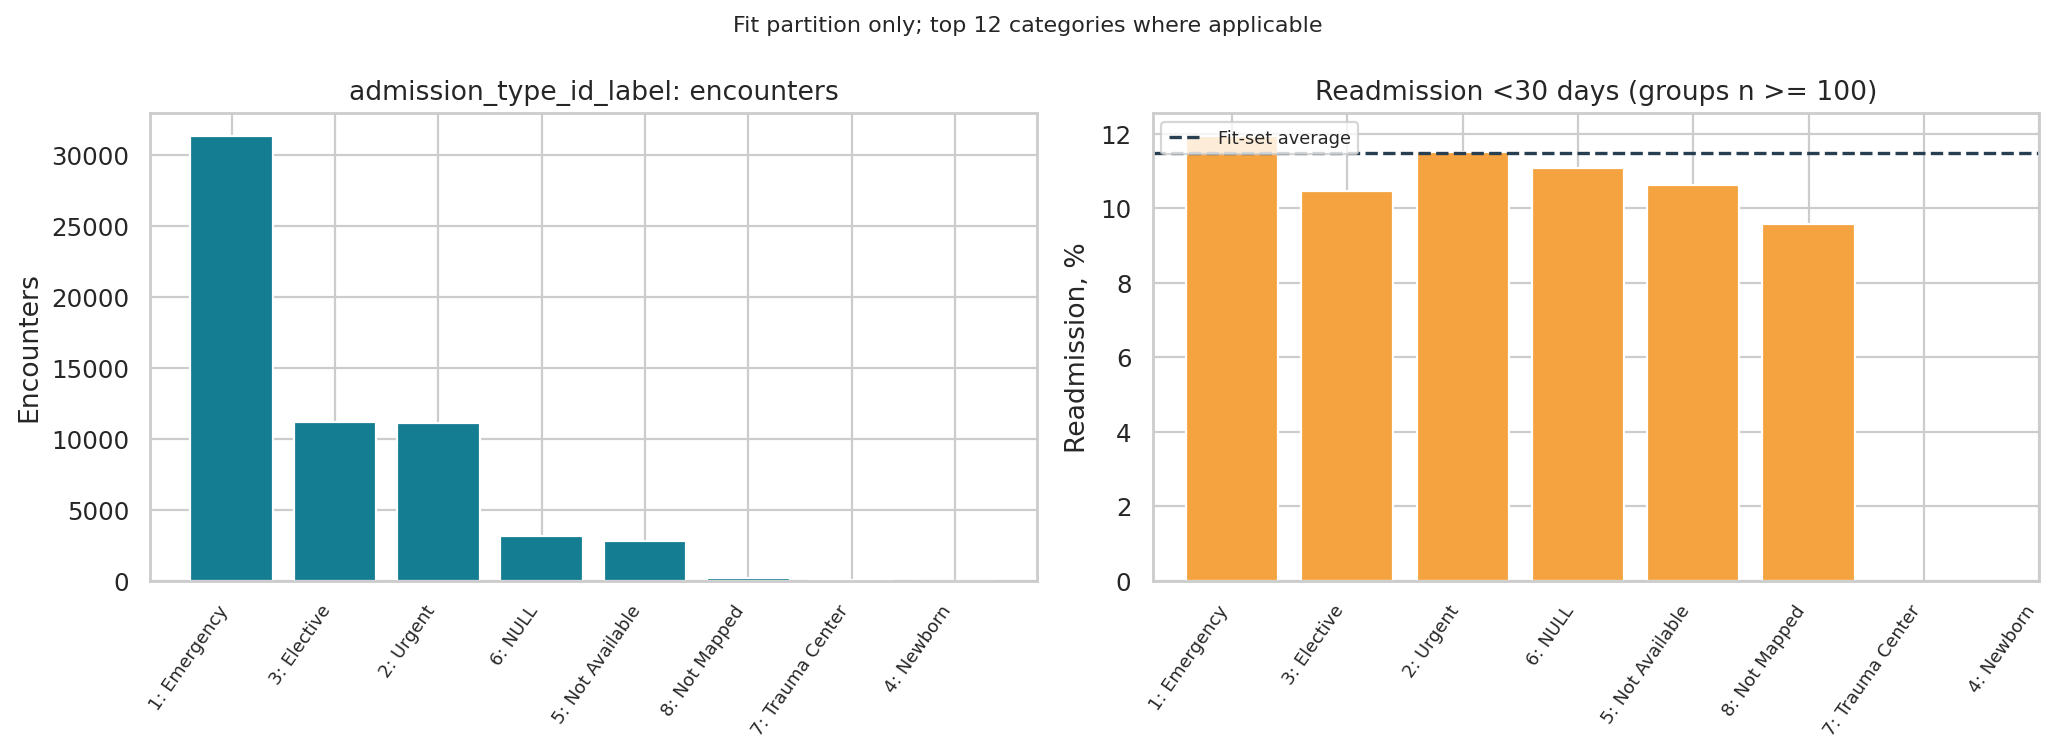 Fit partition only; top 12 categories where applicable
admission_type_id_label: encounters
Encounters
30000
25000
20000
15000
10000
5000
0
1: Emergency
3: Elective
2: Urgent
6: NULL
5: Not Available
8: Not Mapped
7: Trauma Center
4: Newborn
Readmission <30 days (groups n >= 100)
Fit-set average
Readmission, %
12
10
8
6
4
2
0
1: Emergency
3: Elective
2: Urgent
6: NULL
5: Not Available
8: Not Mapped
7: Trauma Center
4: Newborn